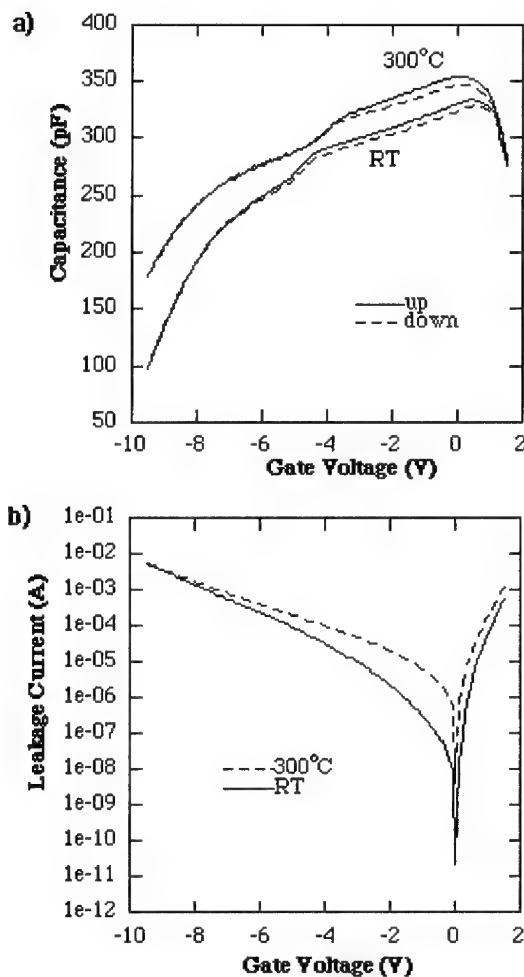 a)
400
350
300
250
200
150
100
50
Capacitance (pF)
300°C
RT
up
down
-10
-8
-6
-4
-2
0
2
Gate Voltage (V)
b)
1e-01
1e-02
1e-03
1e-04
1e-05
1e-06
1e-07
1e-08
1e-09
1e-10
1e-11
1e-12
Leakage Current (A)
300°C
RT
-10
-8
-6
-4
-2
0
2
Gate Voltage (V)